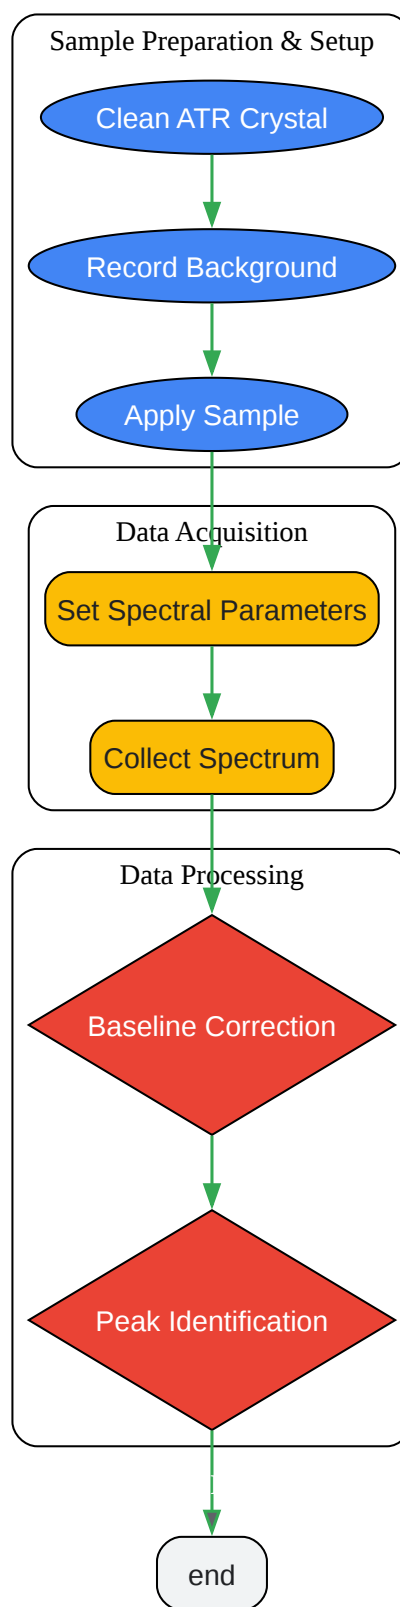 Sample Preparation & Setup
Clean ATR Crystal
Record Background
Apply Sample
Data Acquisition
Set Spectral Parameters
Collect Spectrum
Data Processing
Baseline Correction
Peak Identification
end